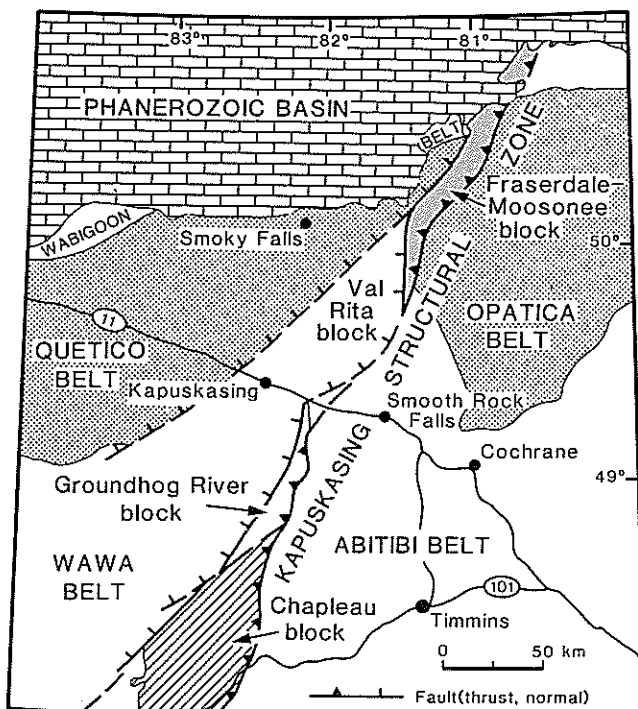 83°
82°
81°
PHANEROZOIC BASIN
BELT
ZONE
Fraserdale–
Moosonee
block
WABIGOON
Smoky Falls
50°
Val
Rita
block
STRUCTURAL
OPATICA
BELT
11
QUETICO
BELT
Kapuskasing
Smooth Rock
Falls
Cochrane
49°
Groundhog River
block
KAPUSKASING
ABITIBI BELT
WAWA
BELT
101
Chapleau
block
Timmins
0 50 km
Fault(thrust, normal)